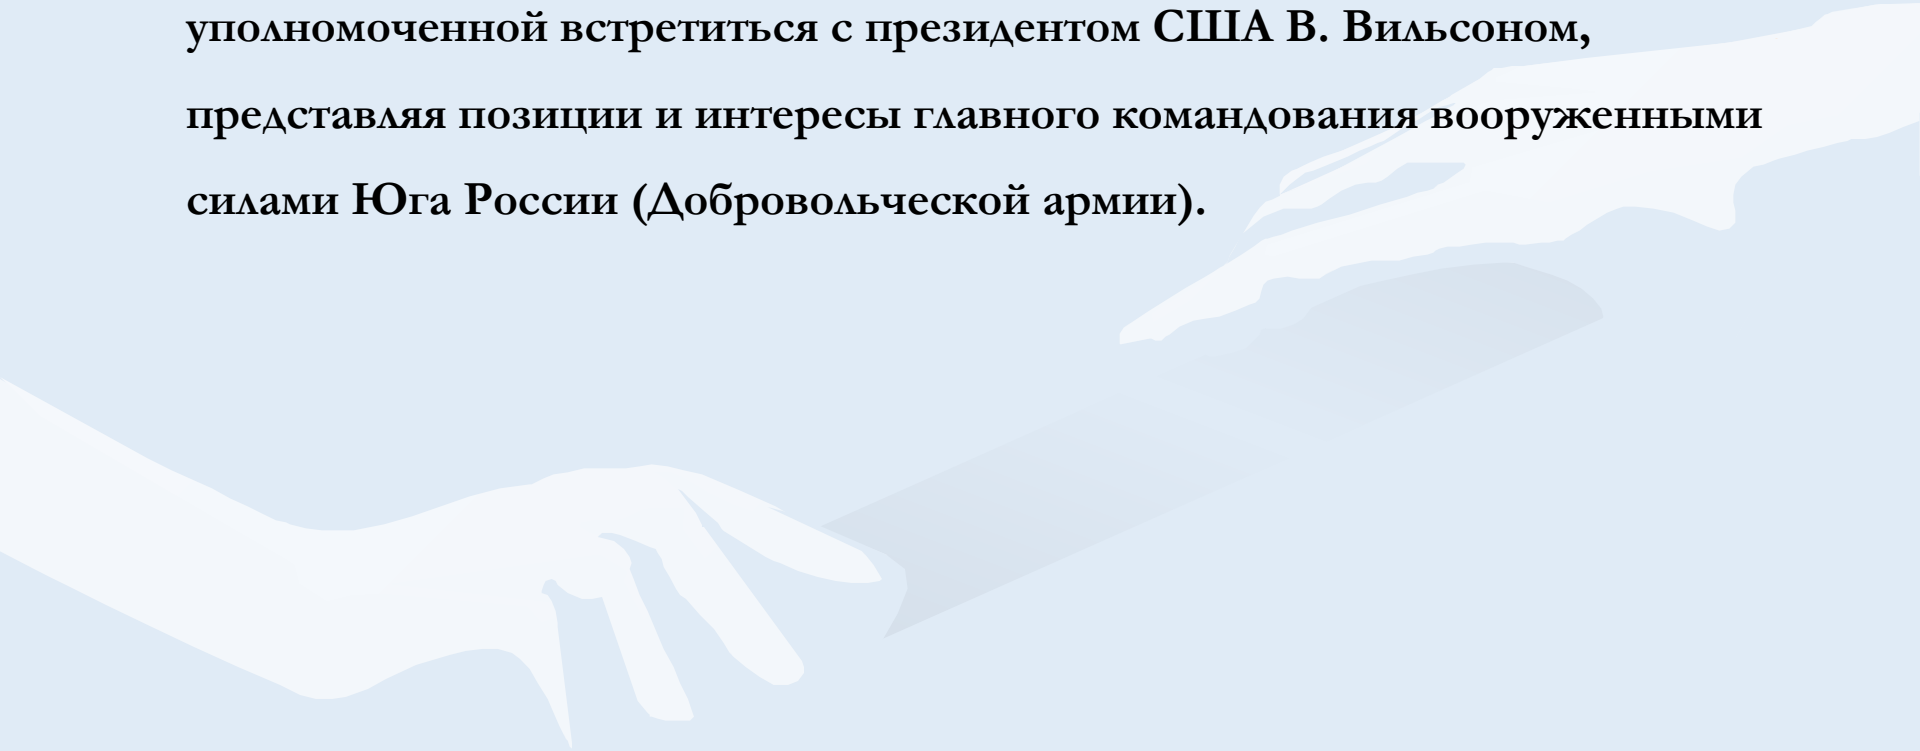 уполномоченной встретиться с президентом США В. Вильсоном,
представляя позиции и интересы главного командования вооруженными
силами Юга России (Добровольческой армии).